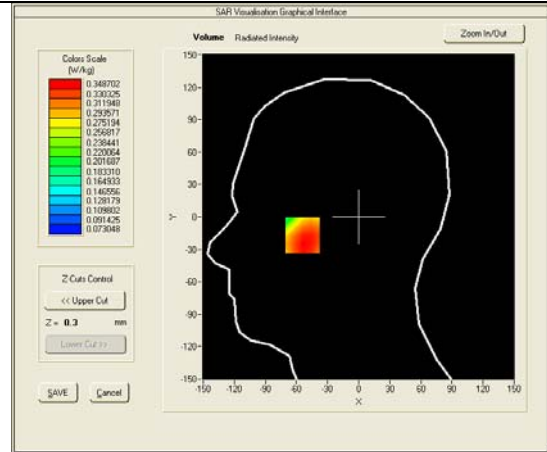 SAR Visualisation Graphical Interface
Volume Radiated Intensity
Zoom In/Out
Colors Scale
(W/kg)
0.348702
0.330325
0.311948
0.293571
0.275194
0.256817
0.238441
0.220064
0.201687
0.183310
0.164933
0.146556
0.128179
0.109802
0.091425
0.073048
Z Cuts Control
<< Upper Cut
Z = 0.3 mm
Lower Cut >>
SAVE Cancel
150
120
90
60
30
0
-30
-60
-90
-120
-150
Y
-150 -120 -90 -60 -30 0 30 60 90 120 150
X